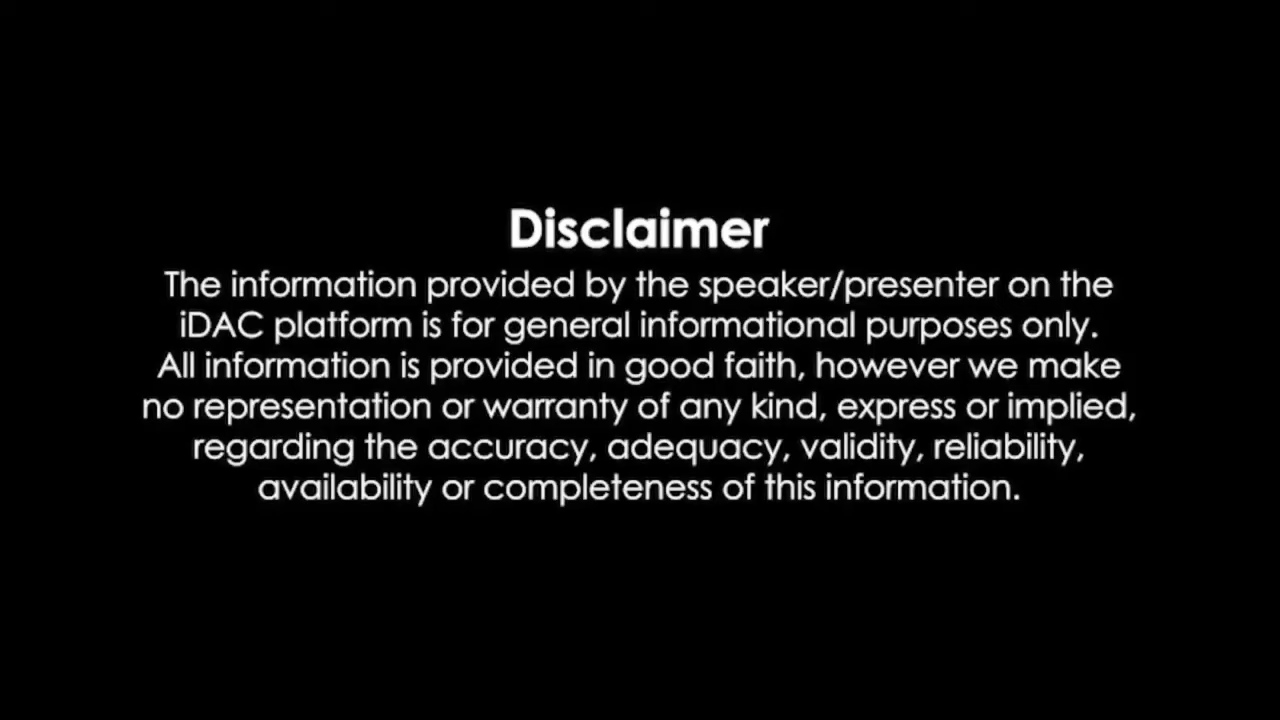 Disclaimer
The information provided by the speaker/presenter on the
iDAC platform is for general informational purposes only.
All information is provided in good faith, however we make
no representation or warranty of any kind, express or implied,
regarding the accuracy, adequacy, validity, reliability,
availability or completeness of this information.